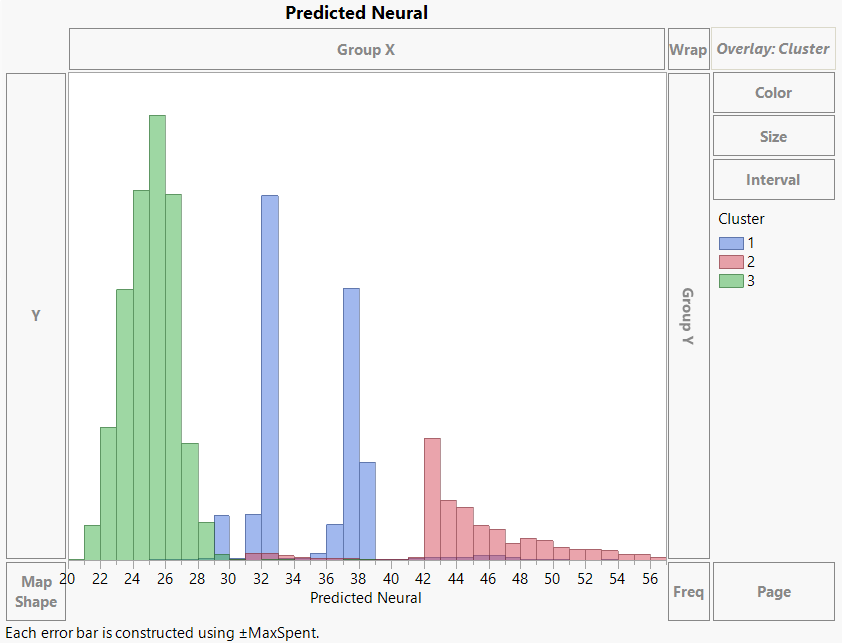 Predicted Neural
Group X
Wrap
Overlay: Cluster
Color
Size
Interval
Cluster
1
2
3
Y
Group Y
20 22 24 26 28 30 32 34 36 38 40 42 44 46 48 50 52 54 56
Predicted Neural
Map
Shape
Freq
Page
Each error bar is constructed using ±MaxSpent.